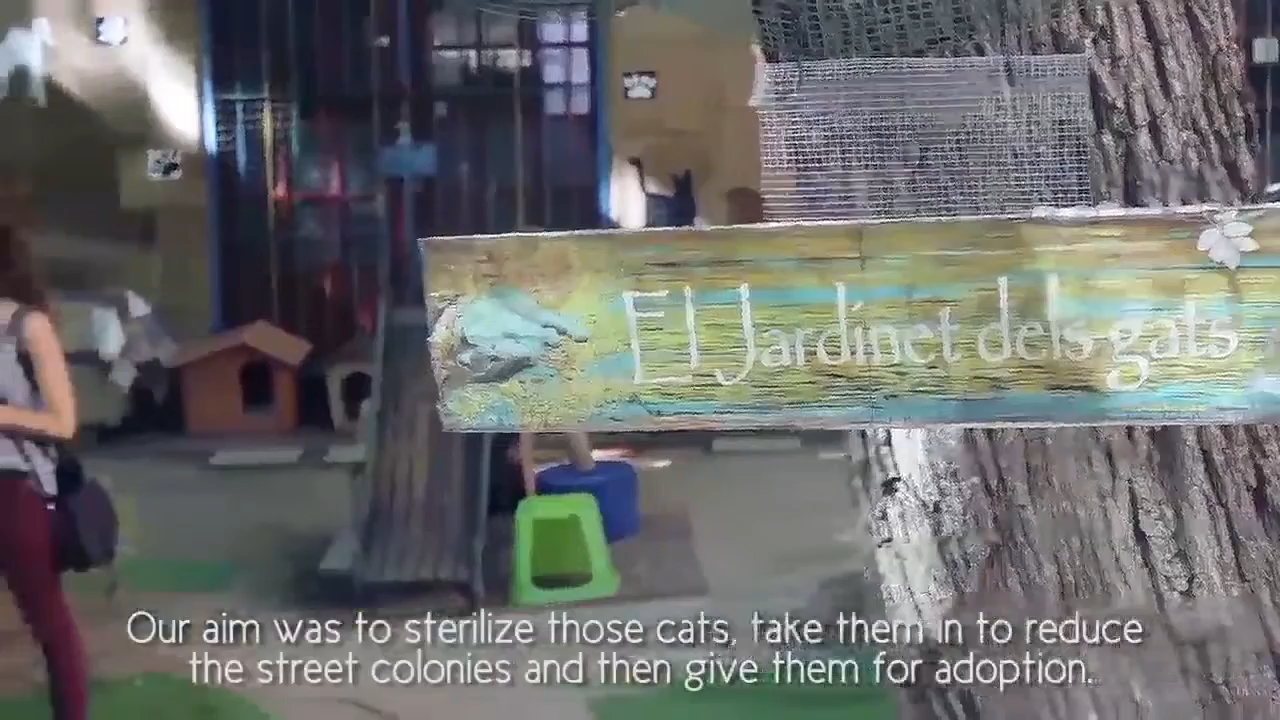 El Jardinet dels gats
Our aim was to sterilize those cats, take them in to reduce
the street colonies and then give them for adoption.